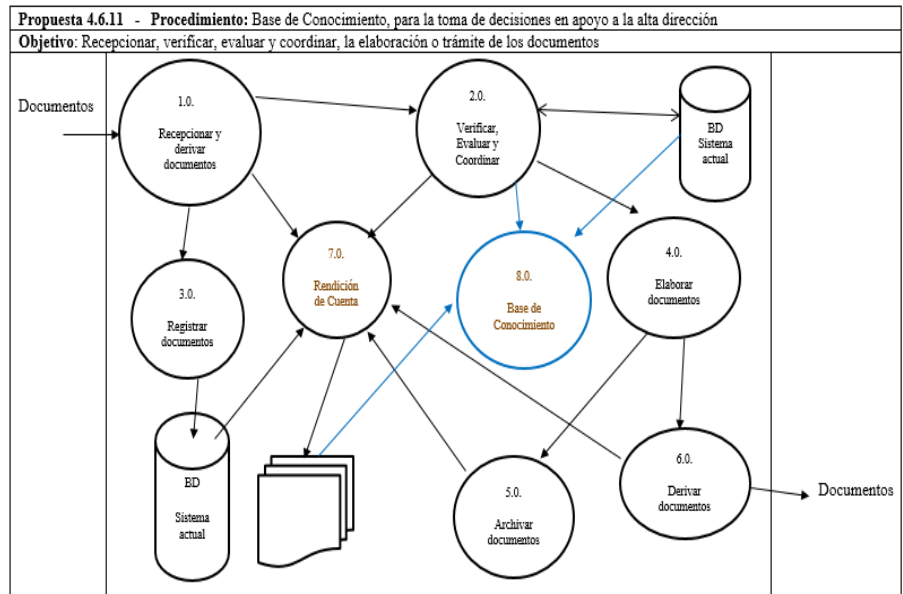 Propuesta 4.6.11 - Procedimiento: Base de Conocimiento, para la toma de decisiones en apoyo a la alta dirección
Objetivo: Recepcionar, verificar, evaluar y coordinar, la elaboración o trámite de los documentos
Documentos
1.0.
Recepcionar y
derivar
documentos
2.0.
Verificar,
Evaluar y
Coordinar
BD
Sistema
actual
3.0.
Registrar
documentos
7.0.
Rendición
de Cuenta
8.0.
Base de
Conocimiento
4.0.
Elaborar
documentos
BD
Sistema
actual
5.0.
Archivar
documentos
6.0.
Derivar
documentos
Documentos